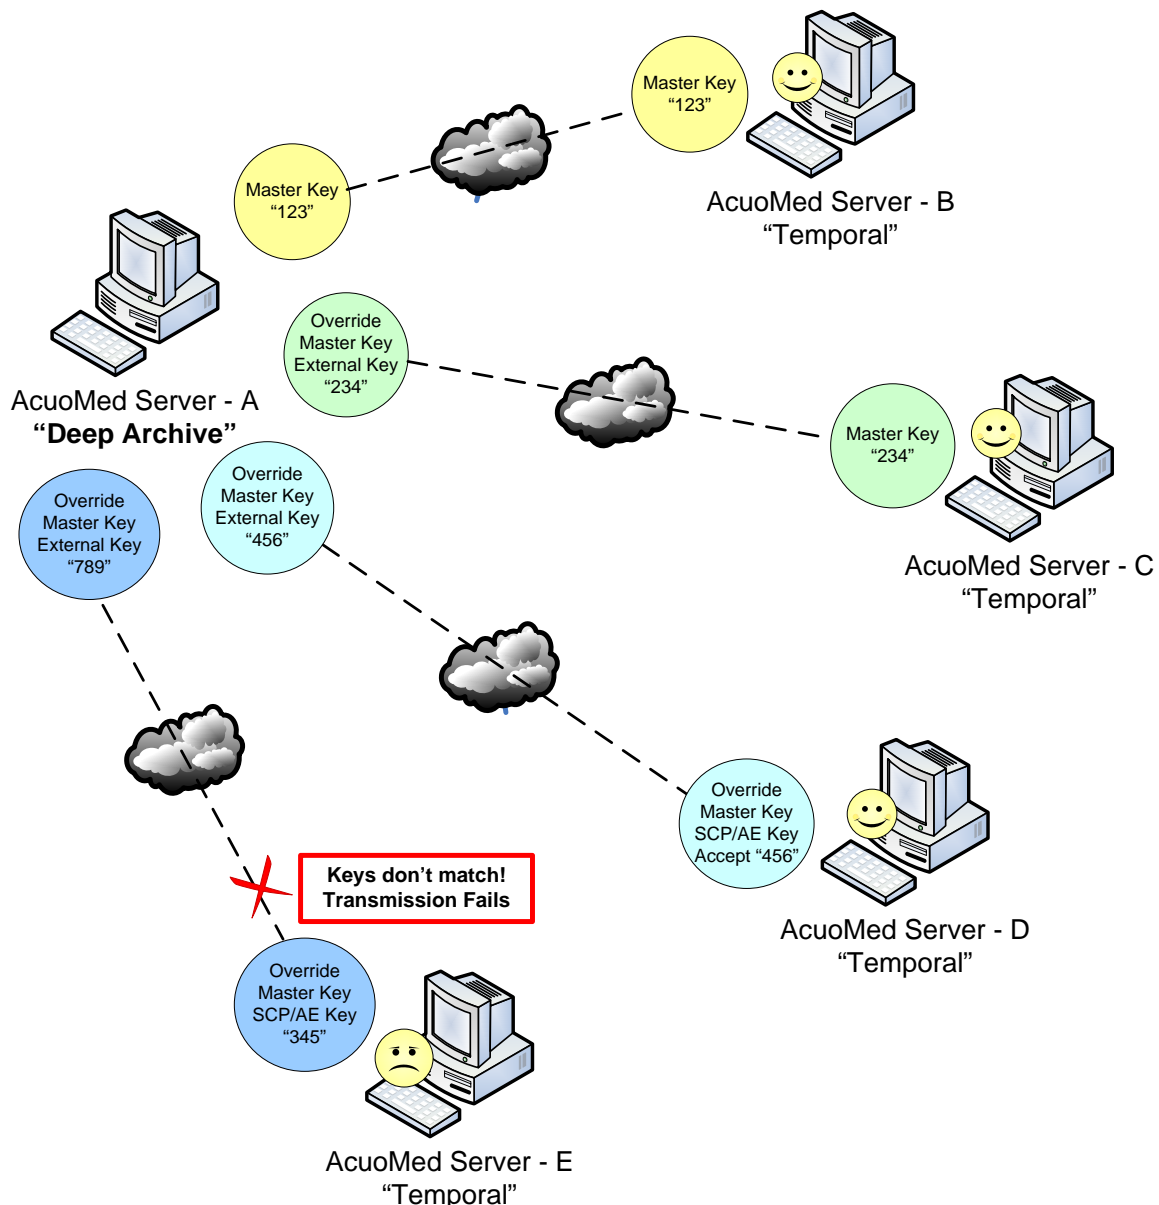 Master Key
“123”
AcuoMed Server - B
“Temporal”
Master Key
“123”
AcuoMed Server - A
“Deep Archive”
Override
Master Key
External Key
“234”
Master Key
“234”
AcuoMed Server - C
“Temporal”
Override
Master Key
External Key
“456”
Override
Master Key
External Key
“789”
Override
Master Key
SCP/AE Key
Accept “456”
AcuoMed Server - D
“Temporal”
Keys don’t match!
Transmission Fails
Override
Master Key
SCP/AE Key
“345”
AcuoMed Server - E
“Temporal”